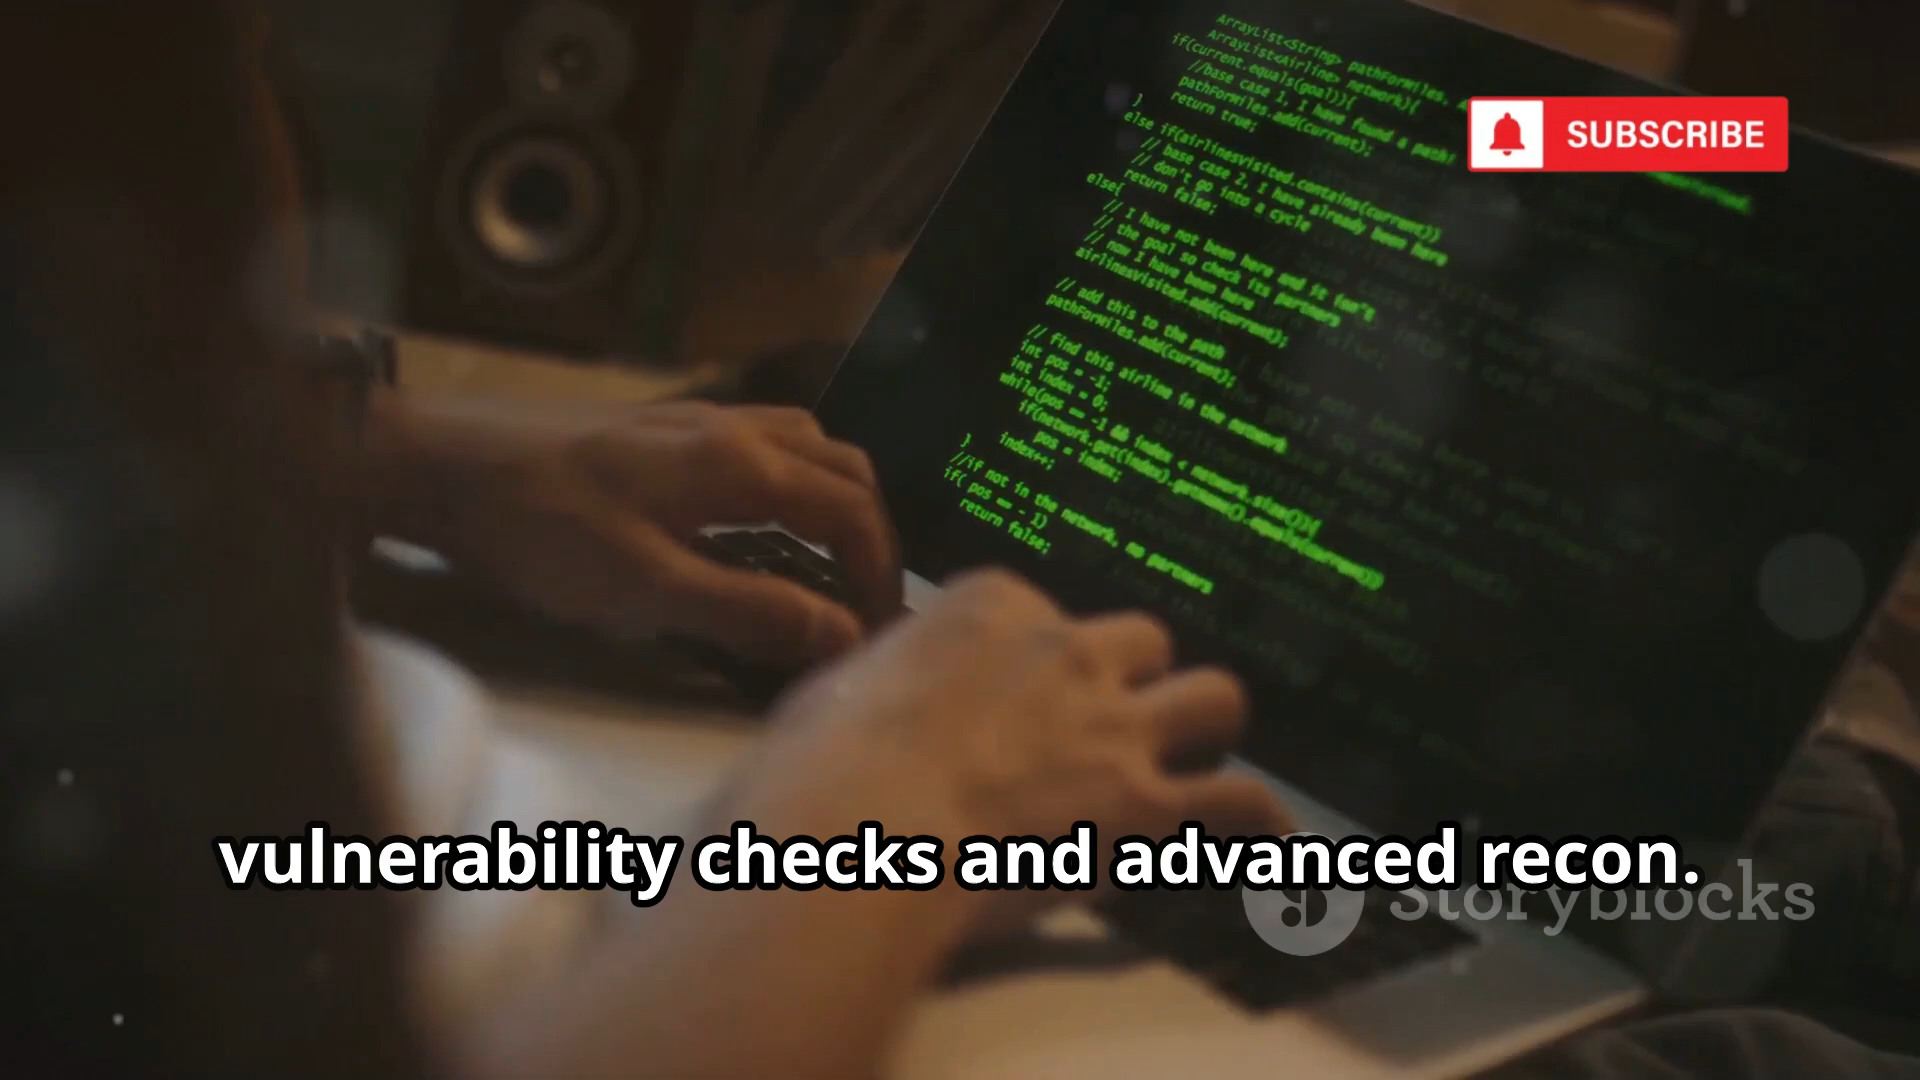 ArrayList<String> pathForMiles,
ArrayList<Airline> network){
if(current.equals(goal)){
//base case 1, I have found a path!
pathForMiles.add(current);
return true;
}
else if(airlinesvisited.contains(current))
// base case 2, I have already been here
// don't go into a cycle
return false;
else{
// I have not been here and it isn't
// the goal so check its partners
// now I have been here
airlinesvisited.add(current);
// add this to the path
pathForMiles.add(current);
// find this airline in the network
int pos = -1;
int index = 0;
while(pos == -1 && index < network.size()){
if(network.get(index).getName().equals(current))
pos = index;
index++;
}
//if not in the network, no partners
if( pos == - 1)
return false;
SUBSCRIBE
vulnerability checks and advanced recon.
Storyblocks